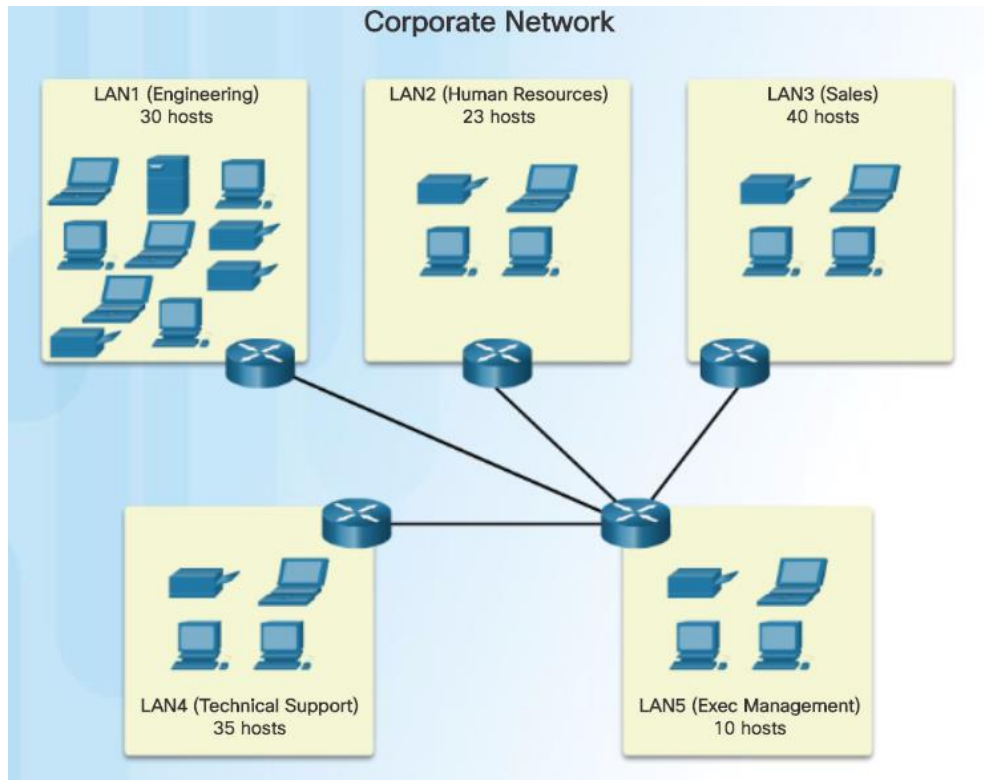 Corporate Network
LAN1 (Engineering)
30 hosts
LAN2 (Human Resources)
23 hosts
LAN3 (Sales)
40 hosts
LAN4 (Technical Support)
35 hosts
LAN5 (Exec Management)
10 hosts